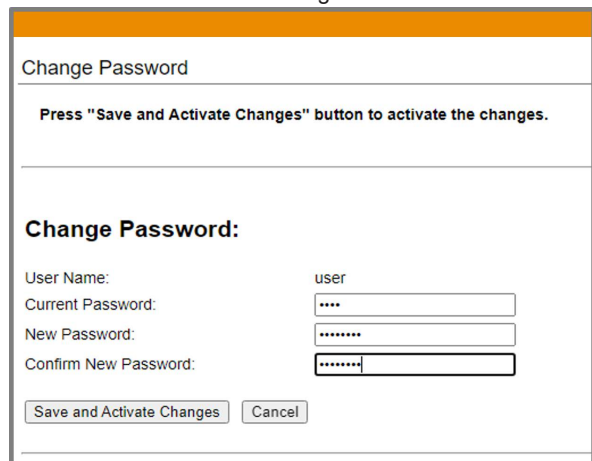 Change Password
Press "Save and Activate Changes" button to activate the changes.
Change Password:
User Name: user
Current Password: ••••
New Password: ••••••••
Confirm New Password: ••••••••
Save and Activate Changes Cancel